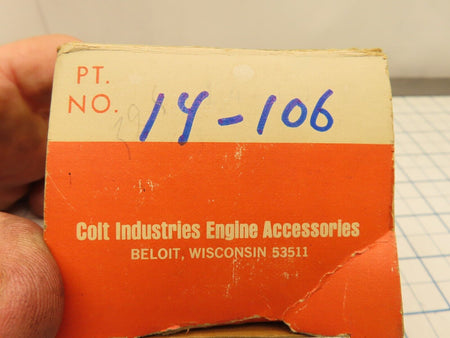 PT.
NO. 14-106
Colt Industries Engine Accessories
BELOIT, WISCONSIN 53511